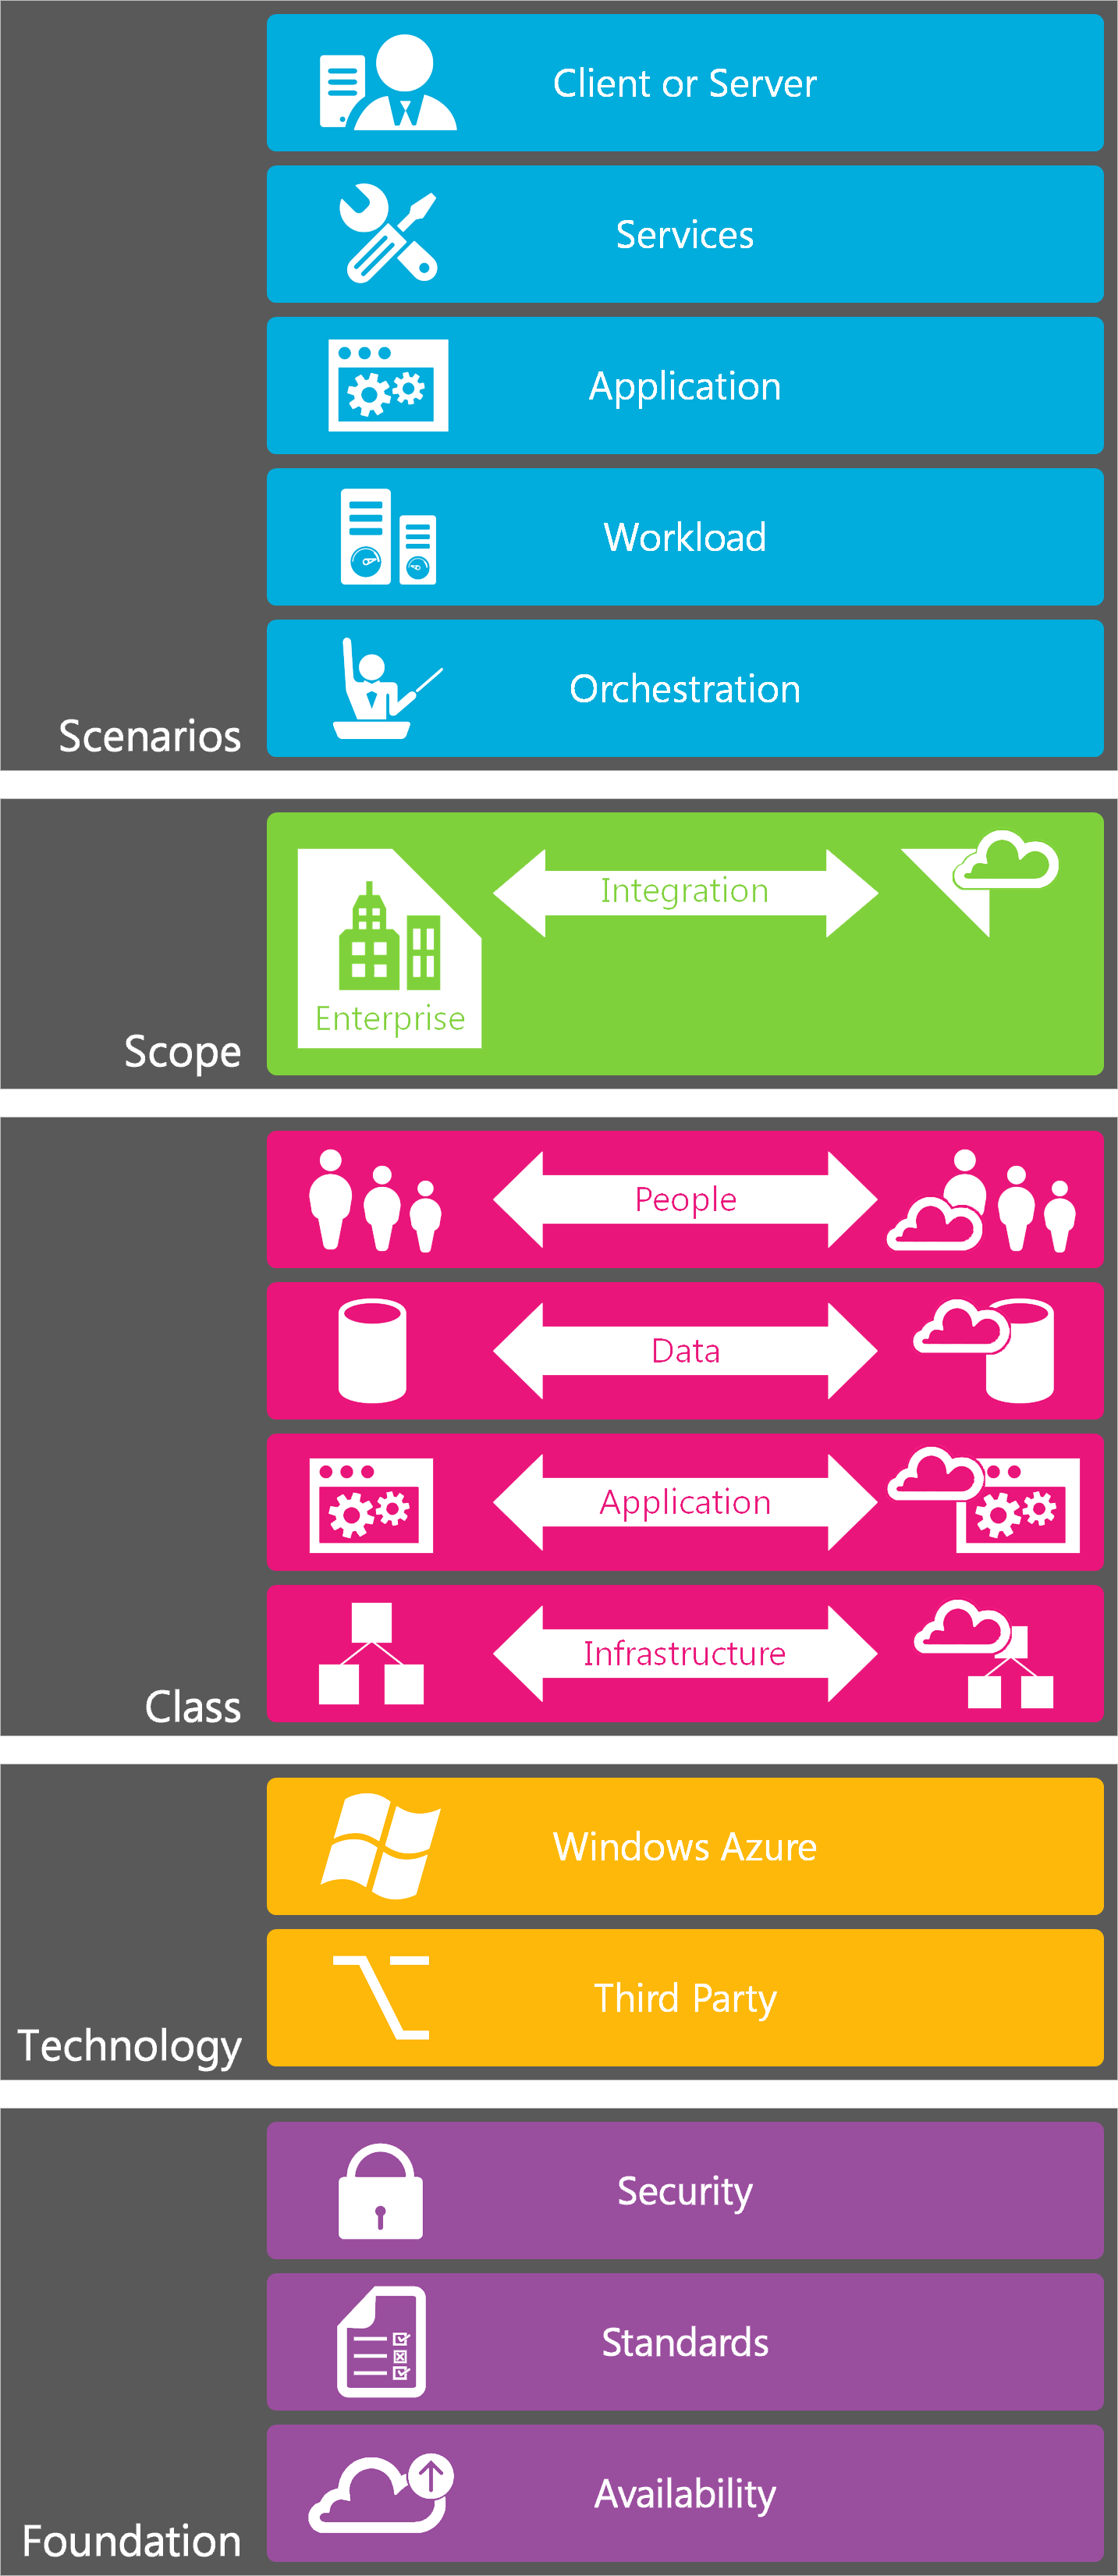 Client or Server
Services
Application
Workload
Orchestration
Scenarios
Integration
Enterprise
Scope
People
Data
Application
Infrastructure
Class
Windows Azure
Third Party
Technology
Security
Standards
Availability
Foundation